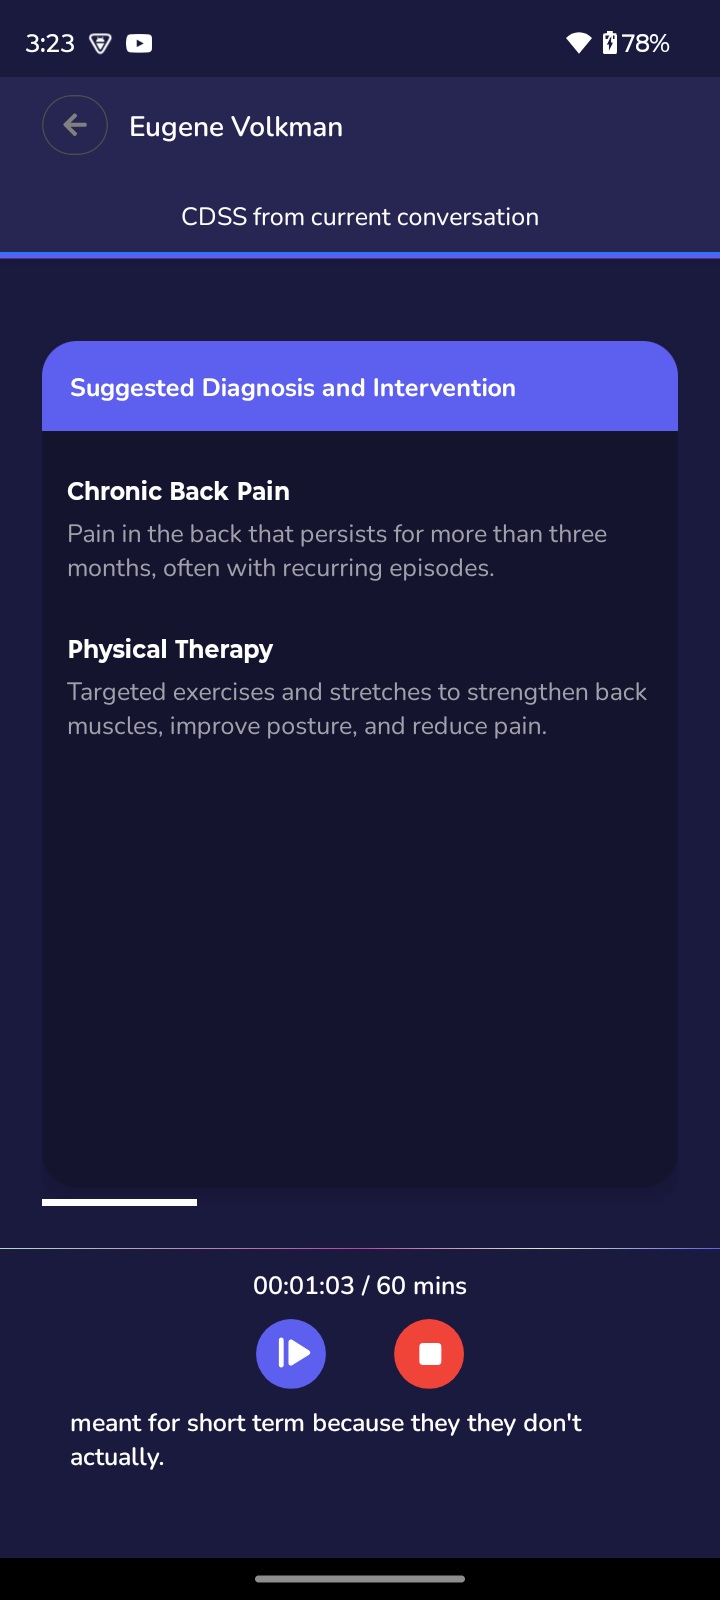 3:23
78%
Eugene Volkman
CDSS from current conversation
Suggested Diagnosis and Intervention
Chronic Back Pain
Pain in the back that persists for more than three
months, often with recurring episodes.
Physical Therapy
Targeted exercises and stretches to strengthen back
muscles, improve posture, and reduce pain.
00:01:03 / 60 mins
meant for short term because they they don't
actually.